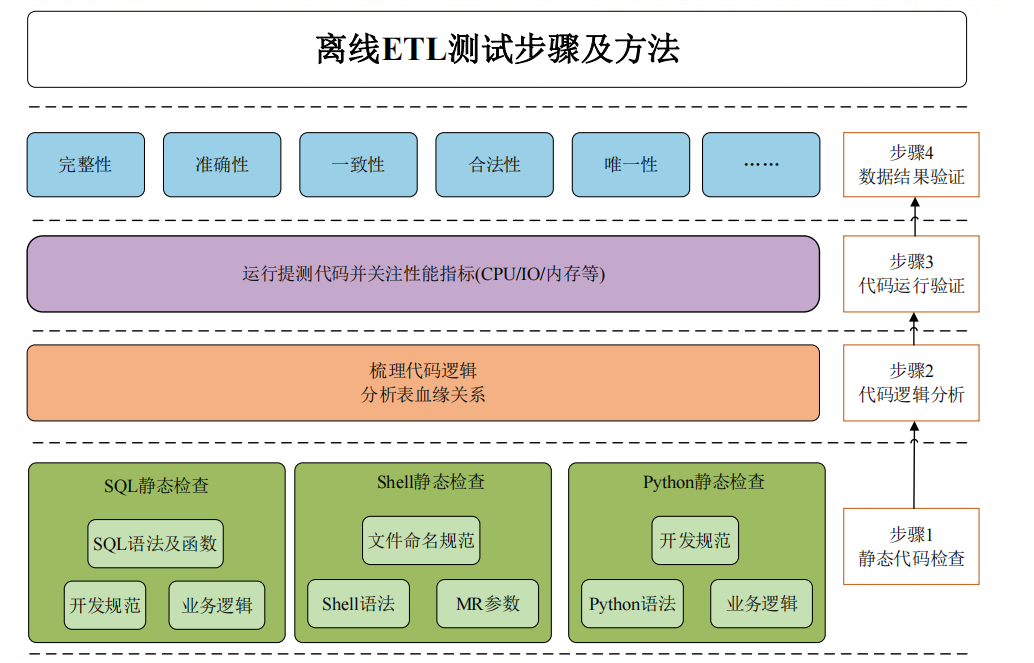 离线ETL测试步骤及方法
完整性
准确性
一致性
合法性
唯一性
……
步骤4
数据结果验证
运行提测代码并关注性能指标(CPU/IO/内存等)
步骤3
代码运行验证
梳理代码逻辑
分析表血缘关系
步骤2
代码逻辑分析
SQL静态检查
SQL语法及函数
开发规范
业务逻辑
Shell静态检查
文件命名规范
Shell语法
MR参数
Python静态检查
开发规范
Python语法
业务逻辑
步骤1
静态代码检查